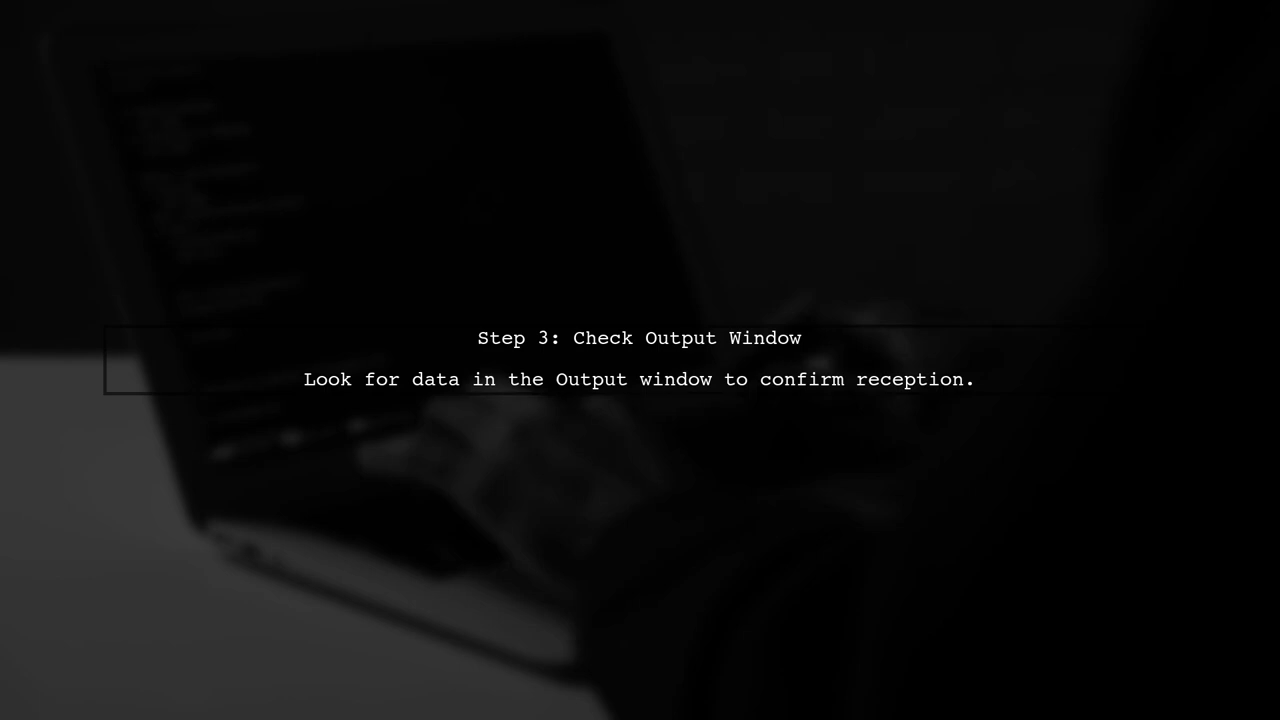 Step 3: Check Output Window
Look for data in the Output window to confirm reception.